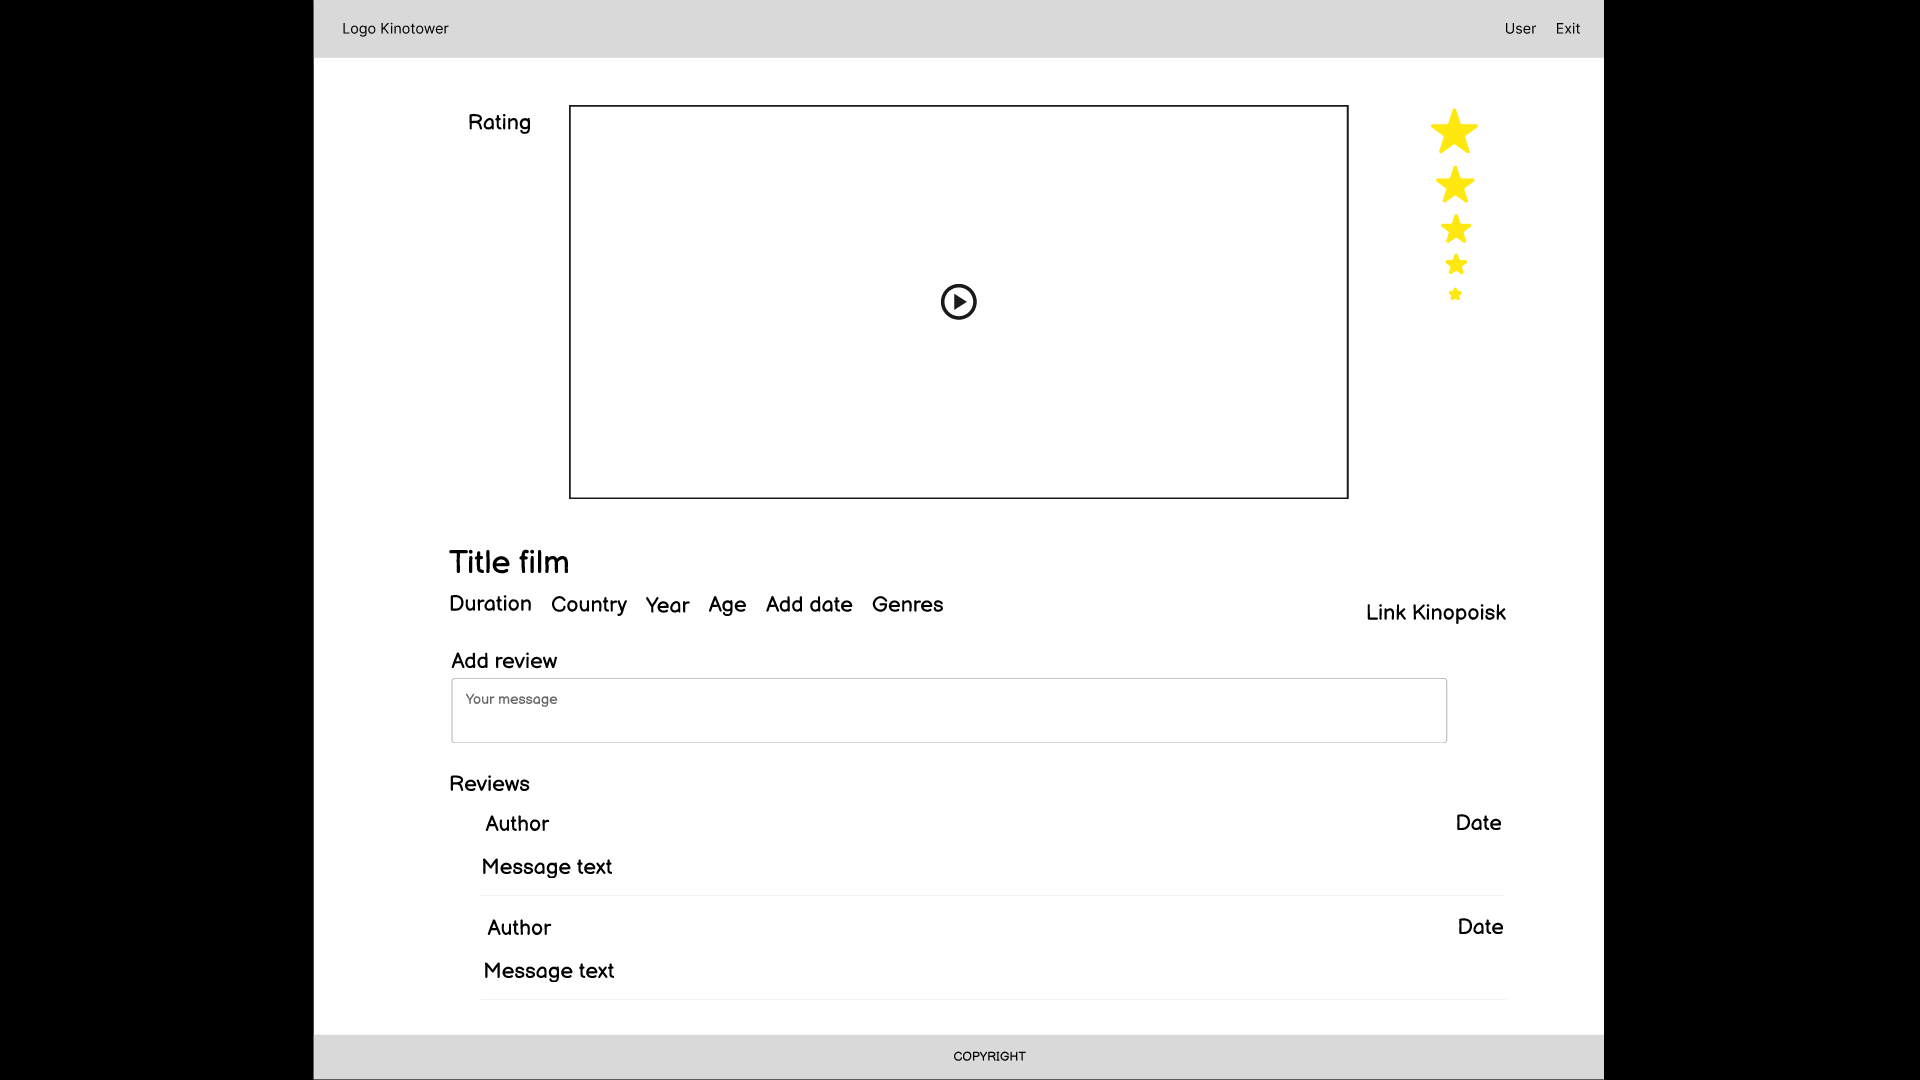 Logo Kinotower
User Exit
Rating
Title film
Duration Country Year Age Add date Genres
Link Kinopoisk
Add review
Your message
Reviews
Author Date
Message text
Author Date
Message text
COPYRIGHT